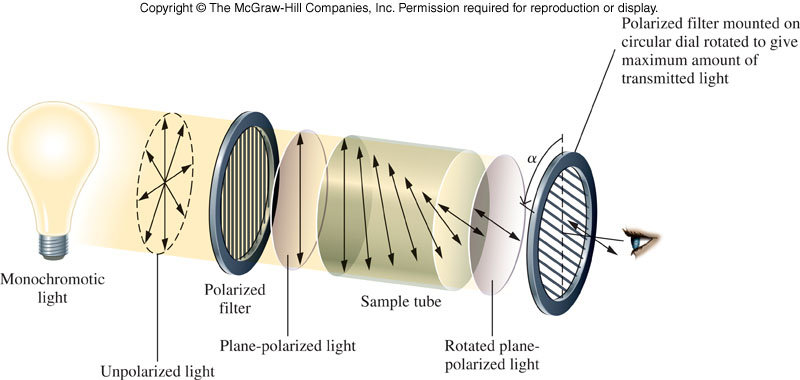 Copyright © The McGraw-Hill Companies, Inc. Permission required for reproduction or display.
Polarized filter mounted on
circular dial rotated to give
maximum amount of
transmitted light
α
Monochromotic
light
Polarized
filter
Sample tube
Plane-polarized light
Rotated plane-
polarized light
Unpolarized light